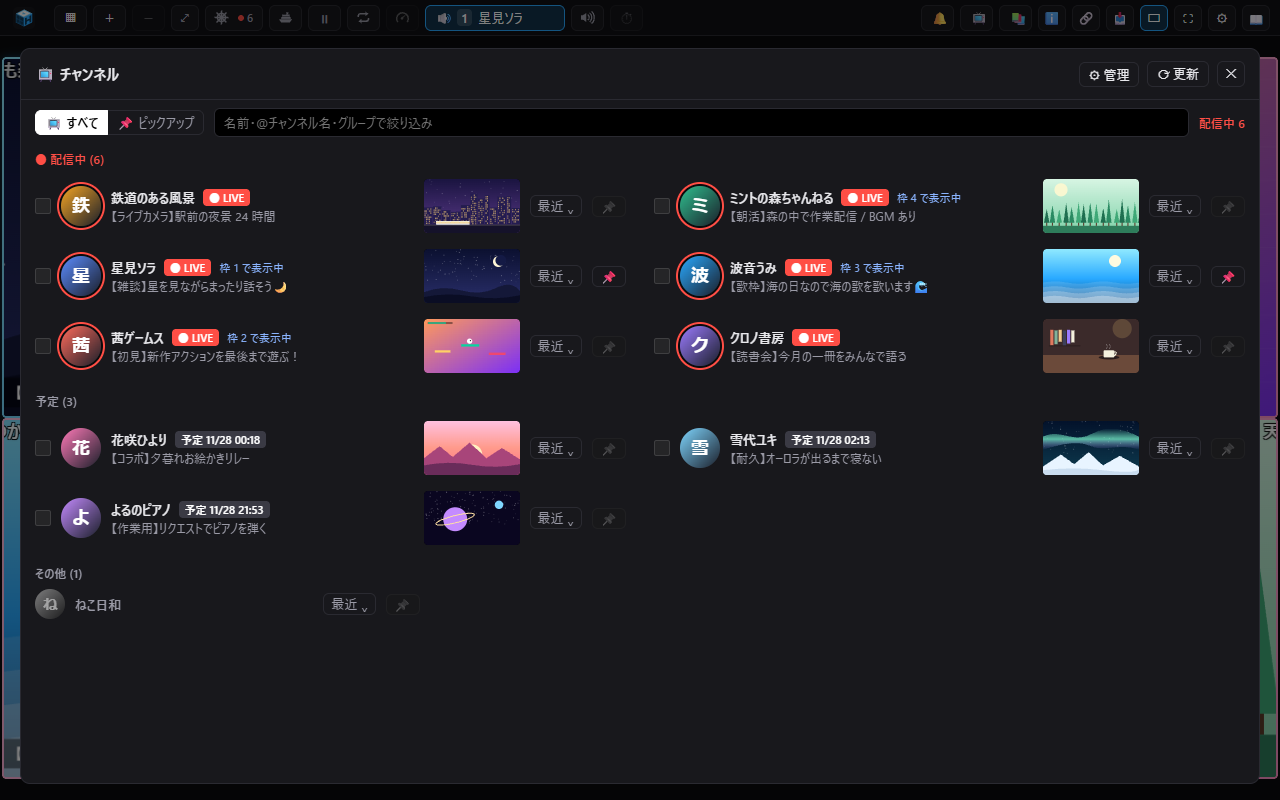 6
1 星見ソラ
チャンネル
管理
更新
すべて
ピックアップ
名前・@チャンネル名・グループで絞り込み
配信中 6
配信中 (6)
鉄
鉄道のある風景 LIVE
【ライブカメラ】駅前の夜景 24 時間
最近
ミ
ミントの森ちゃんねる LIVE 枠 4 で表示中
【朝活】森の中で作業配信 / BGM あり
最近
星
星見ソラ LIVE 枠 1 で表示中
【雑談】星を見ながらまったり話そう🌙
最近
波
波音うみ LIVE 枠 3 で表示中
【歌枠】海の日なので海の歌を歌います🌊
最近
茜
茜ゲームス LIVE 枠 2 で表示中
【初見】新作アクションを最後まで遊ぶ！
最近
ク
クロノ書房 LIVE
【読書会】今月の一冊をみんなで語る
最近
予定 (3)
花
花咲ひより 予定 11/28 00:18
【コラボ】夕暮れお絵かきリレー
最近
雪
雪代ユキ 予定 11/28 02:13
【耐久】オーロラが出るまで寝ない
最近
よ
よるのピアノ 予定 11/28 21:53
【作業用】リクエストでピアノを弾く
最近
その他 (1)
ね
ねこ日和
最近